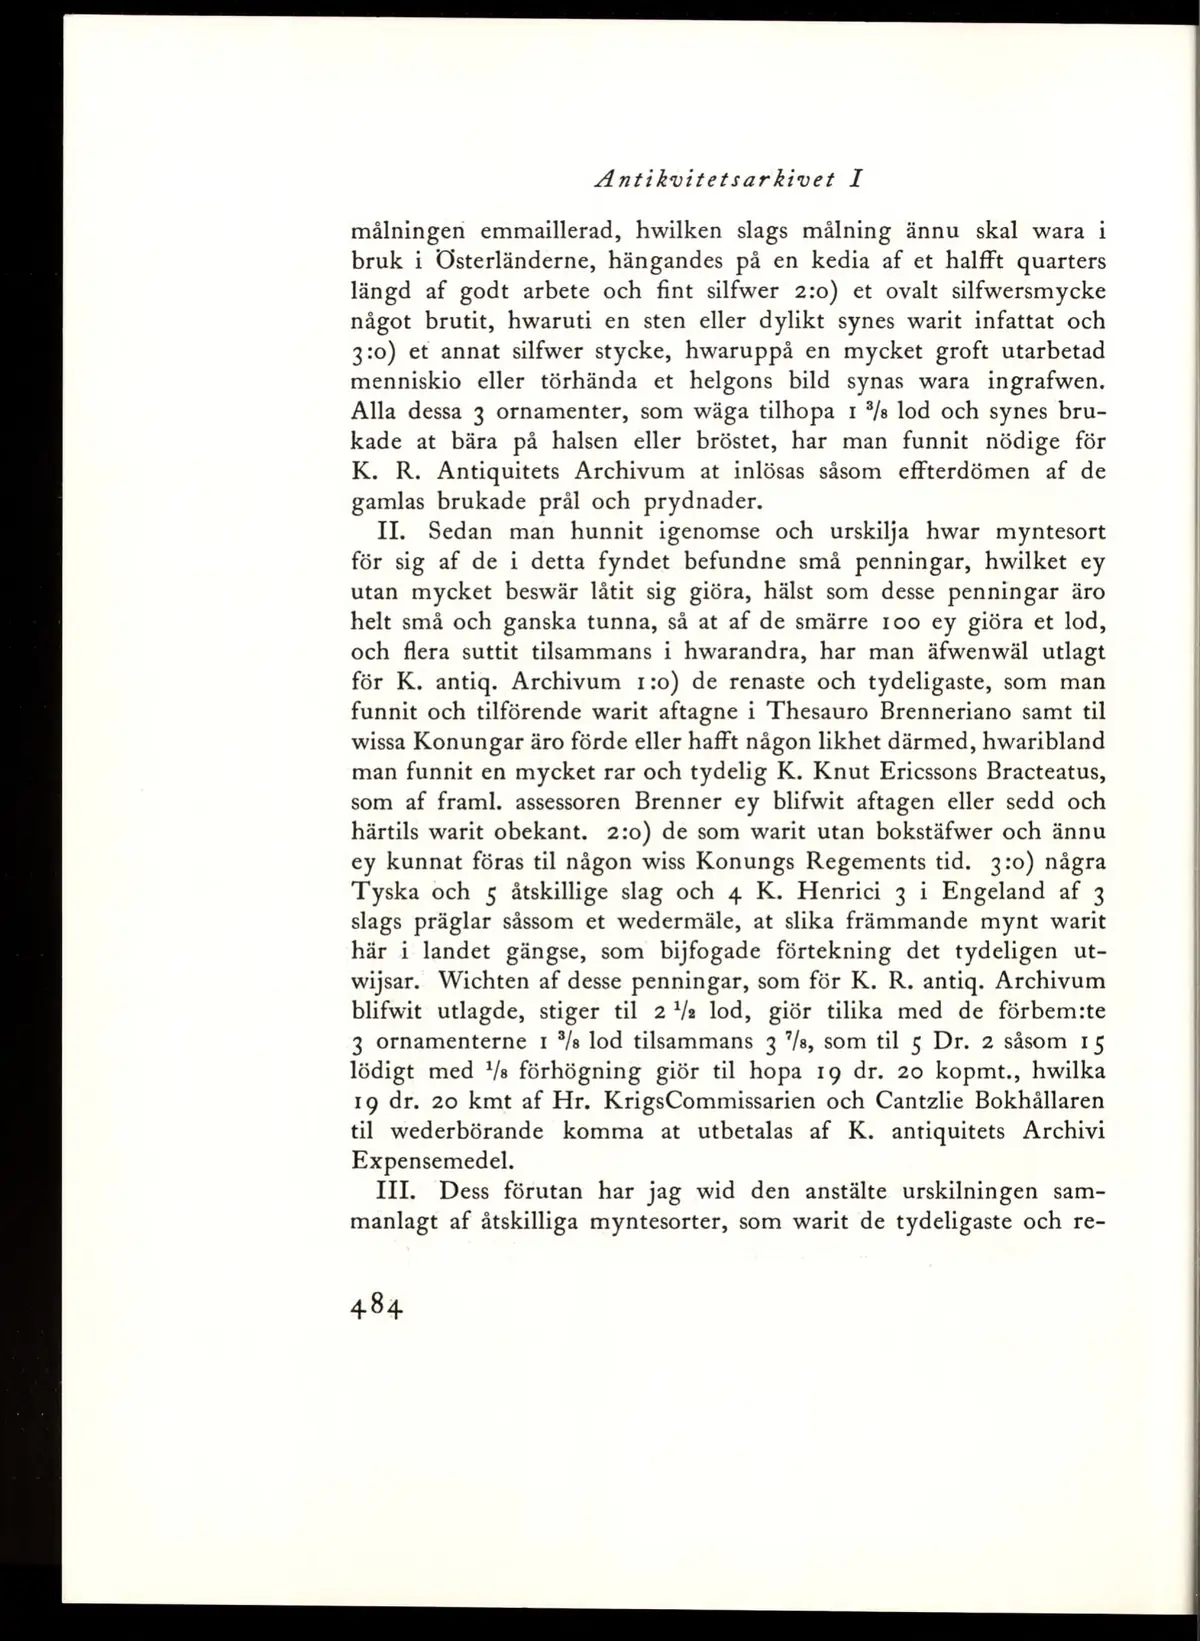 Antikvitetsarkivet I
målningen emmaillerad, hwilken slags målning ännu skal wara i
bruk i Österländerne, hängandes på en kedia af et halfft quarters
längd af godt arbete och fint silfwer 2:o) et ovalt silfwersmycke
något brutit, hwaruti en sten eller dylikt synes warit infattat och
3:o) et annat silfwer stycke, hwaruppå en mycket groft utarbetad
menniskio eller törhända et helgons bild synas wara ingrafwen.
Alla dessa 3 ornamenter, som wäga tilhopa 1 3/8 lod och synes bru-
kade at bära på halsen eller bröstet, har man funnit nödige för
K. R. Antiquitets Archivum at inlösas såsom effterdömen af de
gamlas brukade prål och prydnader.
II. Sedan man hunnit igenomse och urskilja hwar myntesort
för sig af de i detta fyndet befundne små penningar, hwilket ey
utan mycket beswär låtit sig giöra, hälst som desse penningar äro
helt små och ganska tunna, så at af de smärre 100 ey giöra et lod,
och flera suttit tilsammans i hwarandra, har man äfwenwäl utlagt
för K. antiq. Archivum 1:o) de renaste och tydeligaste, som man
funnit och tilförende warit aftagne i Thesauro Brenneriano samt til
wissa Konungar äro förde eller hafft någon likhet därmed, hwaribland
man funnit en mycket rar och tydelig K. Knut Ericssons Bracteatus,
som af framl. assessoren Brenner ey blifwit aftagen eller sedd och
härtils warit obekant. 2:o) de som warit utan bokstäfwer och ännu
ey kunnat föras til någon wiss Konungs Regements tid. 3:o) några
Tyska och 5 åtskillige slag och 4 K. Henrici 3 i Engeland af 3
slags präglar såssom et wedermäle, at slika främmande mynt warit
här i landet gängse, som bijfogade förtekning det tydeligen ut-
wijsar. Wichten af desse penningar, som för K. R. antiq. Archivum
blifwit utlagde, stiger til 2 1/2 lod, giör tilika med de förbem:te
3 ornamenterne 1 3/8 lod tilsammans 3 7/8, som til 5 Dr. 2 såsom 15
lödigt med 1/8 förhögning giör til hopa 19 dr. 20 kopmt., hwilka
19 dr. 20 kmt af Hr. KrigsCommissarien och Cantzlie Bokhållaren
til wederbörande komma at utbetalas af K. antiquitets Archivi
Expensemedel.
III. Dess förutan har jag wid den anstälte urskilningen sam-
manlagt af åtskilliga myntesorter, som warit de tydeligaste och re-
484